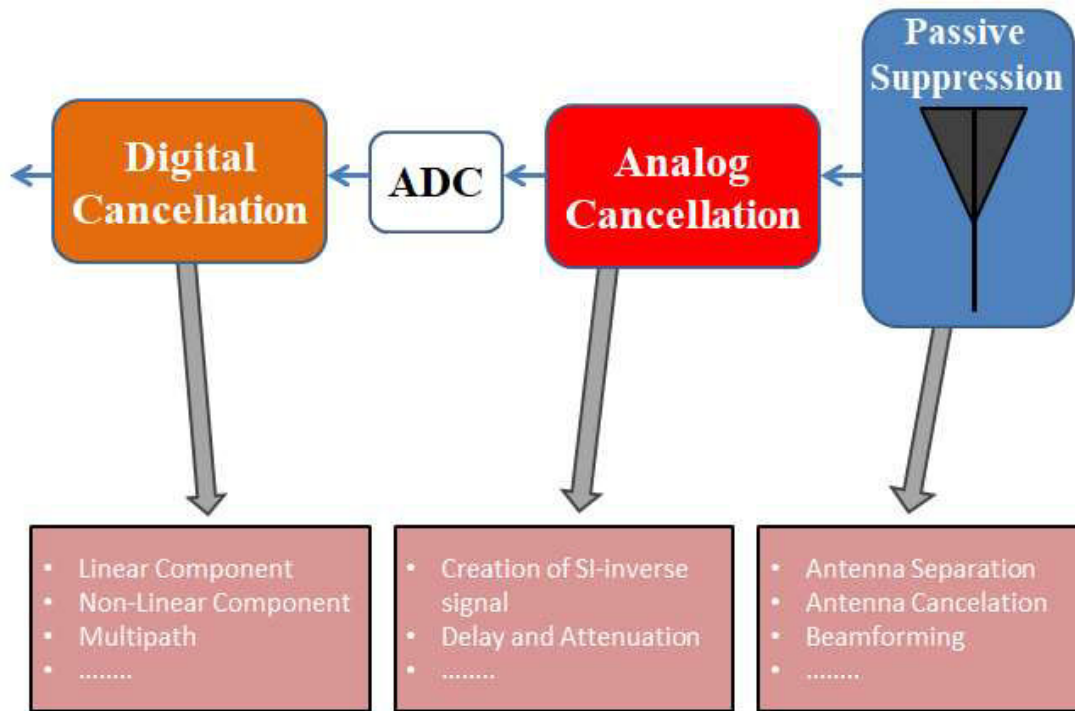 Passive
Suppression
Digital
Cancellation
ADC
Analog
Cancellation
• Linear Component
• Non-Linear Component
• Multipath
• ........
• Creation of SI-inverse
signal
• Delay and Attenuation
• ........
• Antenna Separation
• Antenna Cancelation
• Beamforming
• ........